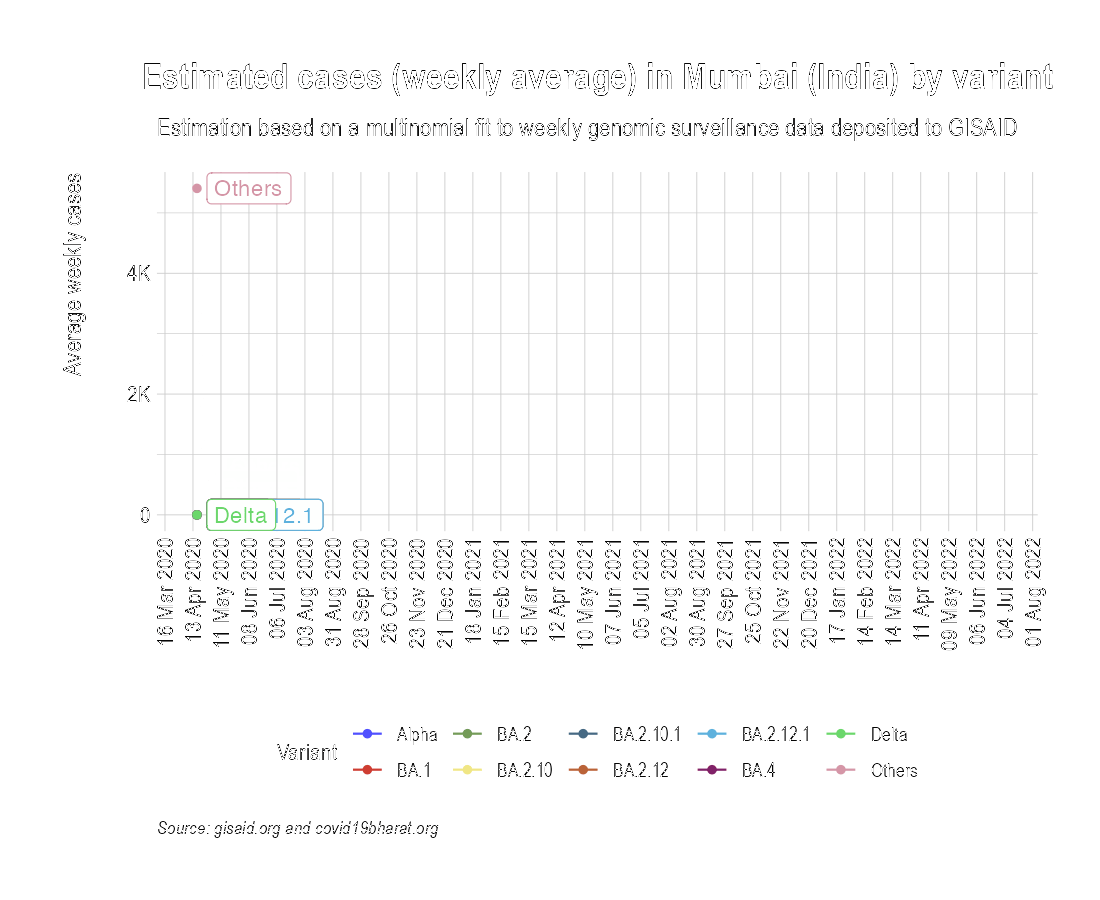 Estimated cases (weekly average) in Mumbai (India) by variant
Estimation based on a multinomial fit to weekly genomic surveillance data deposited to GISAID
Average weekly cases
Others
4K
2K
0
Delta
12.1
16 Mar 2020
13 Apr 2020
11 May 2020
08 Jun 2020
06 Jul 2020
03 Aug 2020
31 Aug 2020
28 Sep 2020
26 Oct 2020
23 Nov 2020
21 Dec 2020
18 Jan 2021
15 Feb 2021
15 Mar 2021
12 Apr 2021
10 May 2021
07 Jun 2021
05 Jul 2021
02 Aug 2021
30 Aug 2021
27 Sep 2021
25 Oct 2021
22 Nov 2021
20 Dec 2021
17 Jan 2022
14 Feb 2022
14 Mar 2022
11 Apr 2022
09 May 2022
06 Jun 2022
04 Jul 2022
01 Aug 2022
Variant
Alpha
BA.2
BA.2.10.1
BA.2.12.1
Delta
BA.1
BA.2.10
BA.2.12
BA.4
Others
Source: gisaid.org and covid19bharat.org